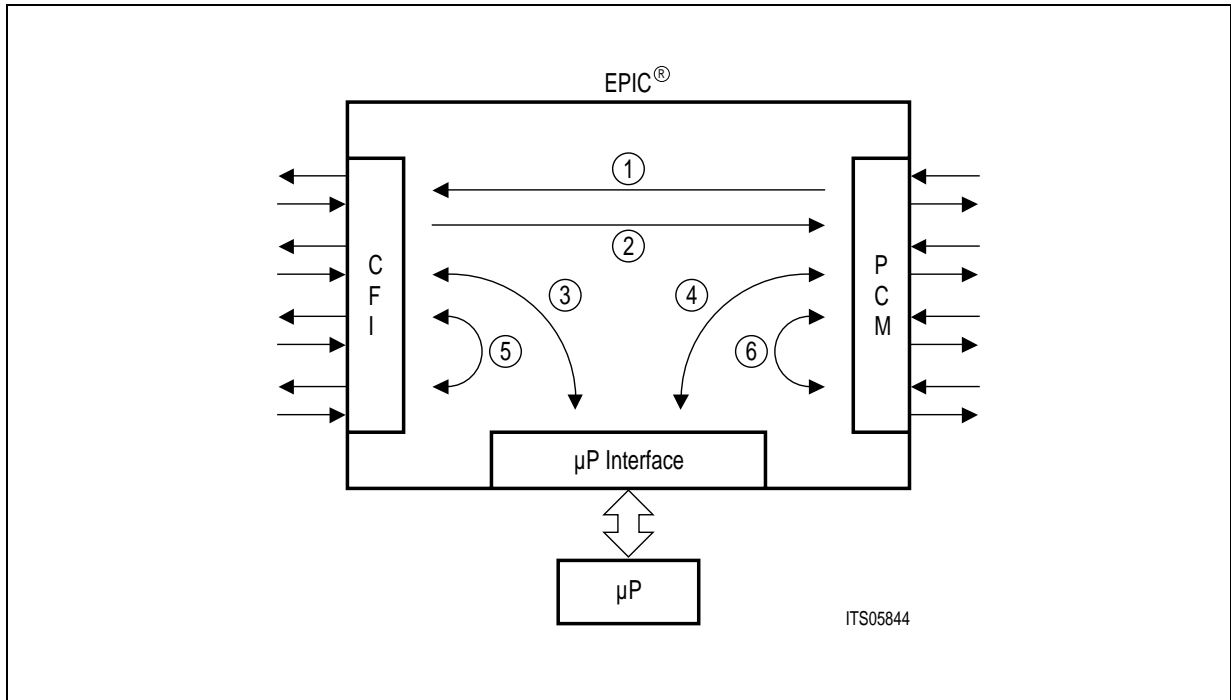 EPIC®
①
②
C
F
I
③
④
P
C
M
⑤
⑥
µP Interface
µP
ITS05844